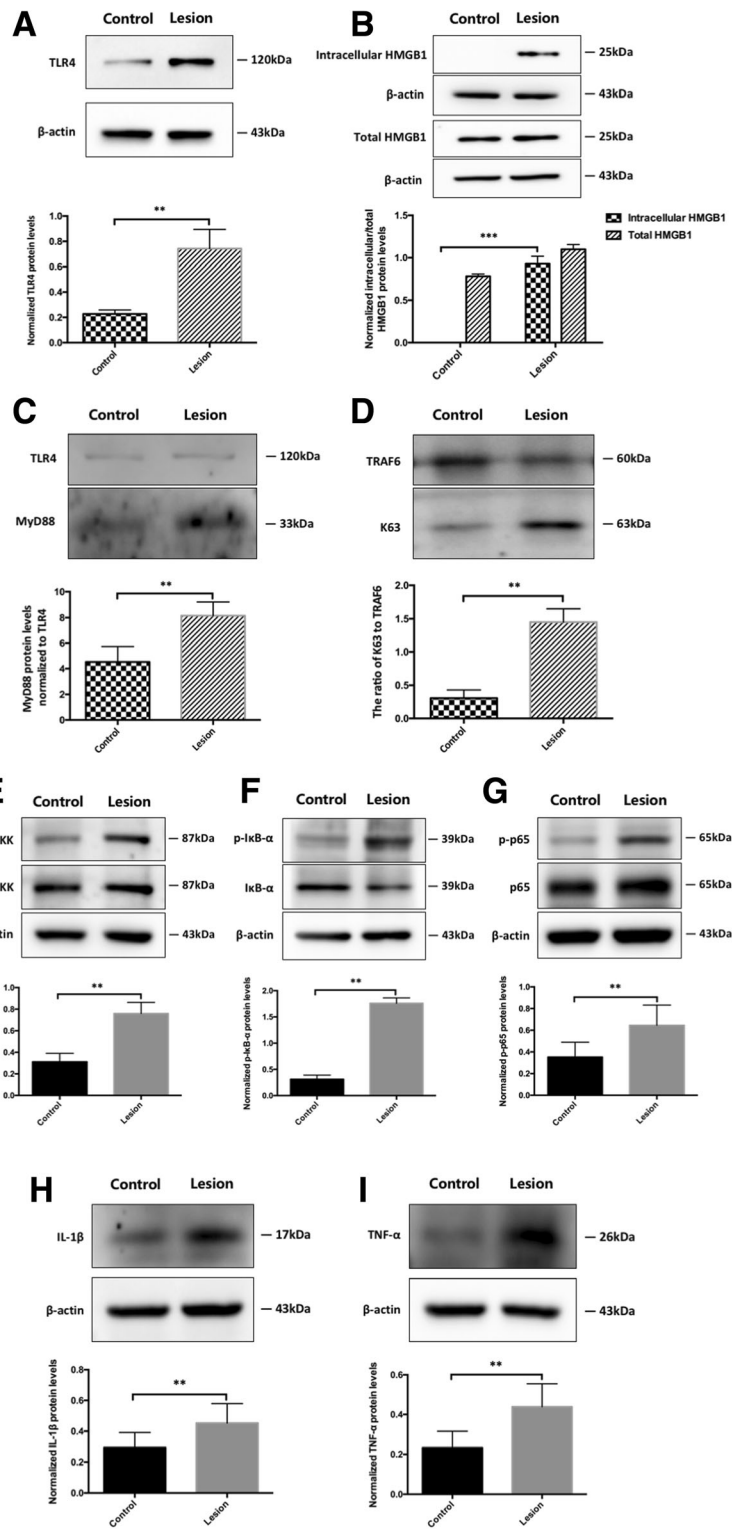 A
Control Lesion
TLR4
120kDa
β-actin
43kDa
**
Normalized TLR4 protein levels
1.0
0.8
0.6
0.4
0.2
0.0
Control
Lesion
B
Control Lesion
Intracellular HMGB1
25kDa
β-actin
43kDa
Total HMGB1
25kDa
β-actin
43kDa
Intracellular HMGB1
Total HMGB1
***
Normalized intracellular/total
HMGB1 protein levels
1.5
1.0
0.5
0.0
Control
Lesion
C
Control Lesion
TLR4
120kDa
MyD88
33kDa
**
MyD88 protein levels
normalized to TLR4
10
8
6
4
2
0
Control
Lesion
D
Control Lesion
TRAF6
60kDa
K63
63kDa
**
The ratio of K63 to TRAF6
2.0
1.5
1.0
0.5
0.0
Control
Lesion
Control Lesion
KK
87kDa
KK
87kDa
tin
43kDa
**
1.0
0.8
0.6
0.4
0.2
0.0
Control
Lesion
F
Control Lesion
p-IκB-α
39kDa
IκB-α
39kDa
β-actin
43kDa
**
Normalized p-IκB-α protein levels
2.0
1.5
1.0
0.5
0.0
Control
Lesion
G
Control Lesion
p-p65
65kDa
p65
65kDa
β-actin
43kDa
**
Normalized p-p65 protein levels
1.0
0.8
0.6
0.4
0.2
0.0
Control
Lesion
H
Control Lesion
IL-1β
17kDa
β-actin
43kDa
**
Normalized IL-1β protein levels
0.8
0.6
0.4
0.2
0.0
Control
Lesion
I
Control Lesion
TNF-α
26kDa
β-actin
43kDa
**
Normalized TNF-α protein levels
0.6
0.4
0.2
0.0
Control
Lesion